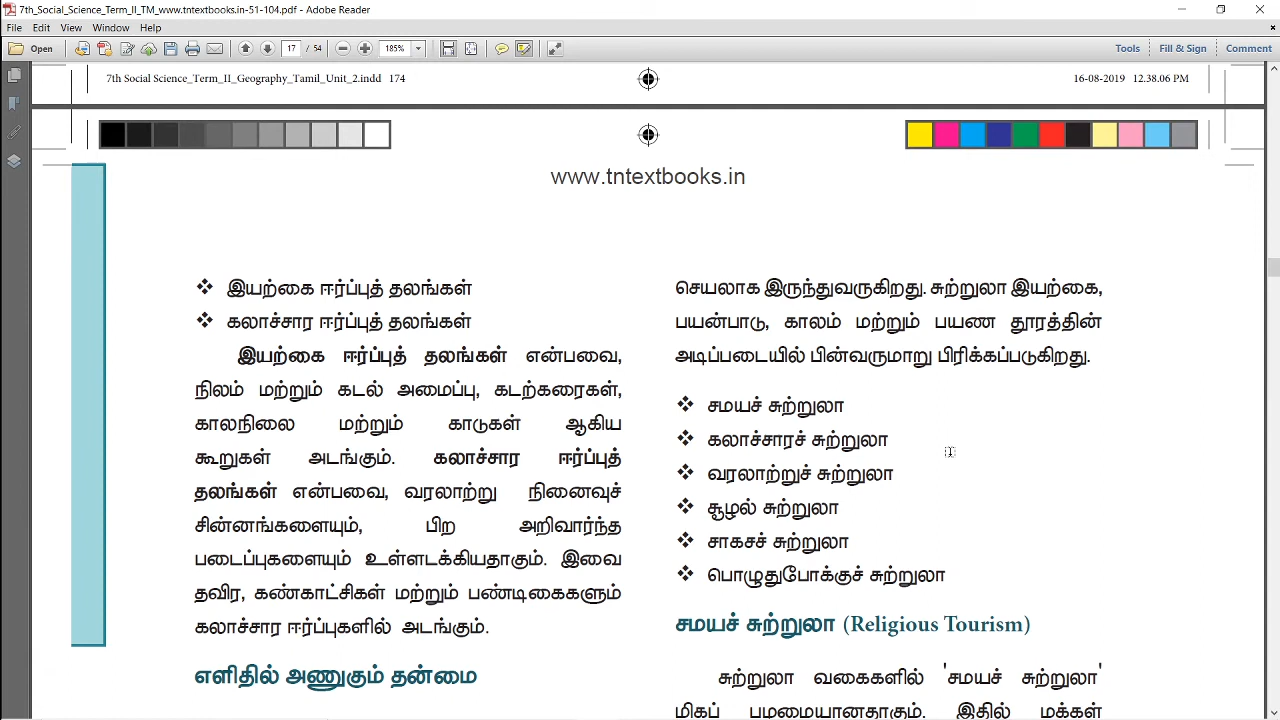 7th_Social_Science_Term_II_TM_www.tntextbooks.in-51-104.pdf - Adobe Reader
File Edit View Window Help
Open 17 / 54 185% Tools Fill & Sign Comment
7th Social Science_Term_II_Geography_Tamil_Unit_2.indd 174 16-08-2019 12.38.06 PM
www.tntextbooks.in
❖ இயற்கை ஈர்ப்புத் தலங்கள்
❖ கலாச்சார ஈர்ப்புத் தலங்கள்
இயற்கை ஈர்ப்புத் தலங்கள் என்பவை,
நிலம் மற்றும் கடல் அமைப்பு, கடற்கரைகள்,
காலநிலை மற்றும் காடுகள் ஆகிய
கூறுகள் அடங்கும். கலாச்சார ஈர்ப்புத்
தலங்கள் என்பவை, வரலாற்று நினைவுச்
சின்னங்களையும், பிற அறிவார்ந்த
படைப்புகளையும் உள்ளடக்கியதாகும். இவை
தவிர, கண்காட்சிகள் மற்றும் பண்டிகைகளும்
கலாச்சார ஈர்ப்புகளில் அடங்கும்.
எளிதில் அணுகும் தன்மை
செயலாக இருந்துவருகிறது. சுற்றுலா இயற்கை,
பயன்பாடு, காலம் மற்றும் பயண தூரத்தின்
அடிப்படையில் பின்வருமாறு பிரிக்கப்படுகிறது.
❖ சமயச் சுற்றுலா
❖ கலாச்சாரச் சுற்றுலா
❖ வரலாற்றுச் சுற்றுலா
❖ சூழல் சுற்றுலா
❖ சாகசச் சுற்றுலா
❖ பொழுதுபோக்குச் சுற்றுலா
சமயச் சுற்றுலா (Religious Tourism)
சுற்றுலா வகைகளில் 'சமயச் சுற்றுலா'
மிகப் பழமையானதாகும். இதில் மக்கள்